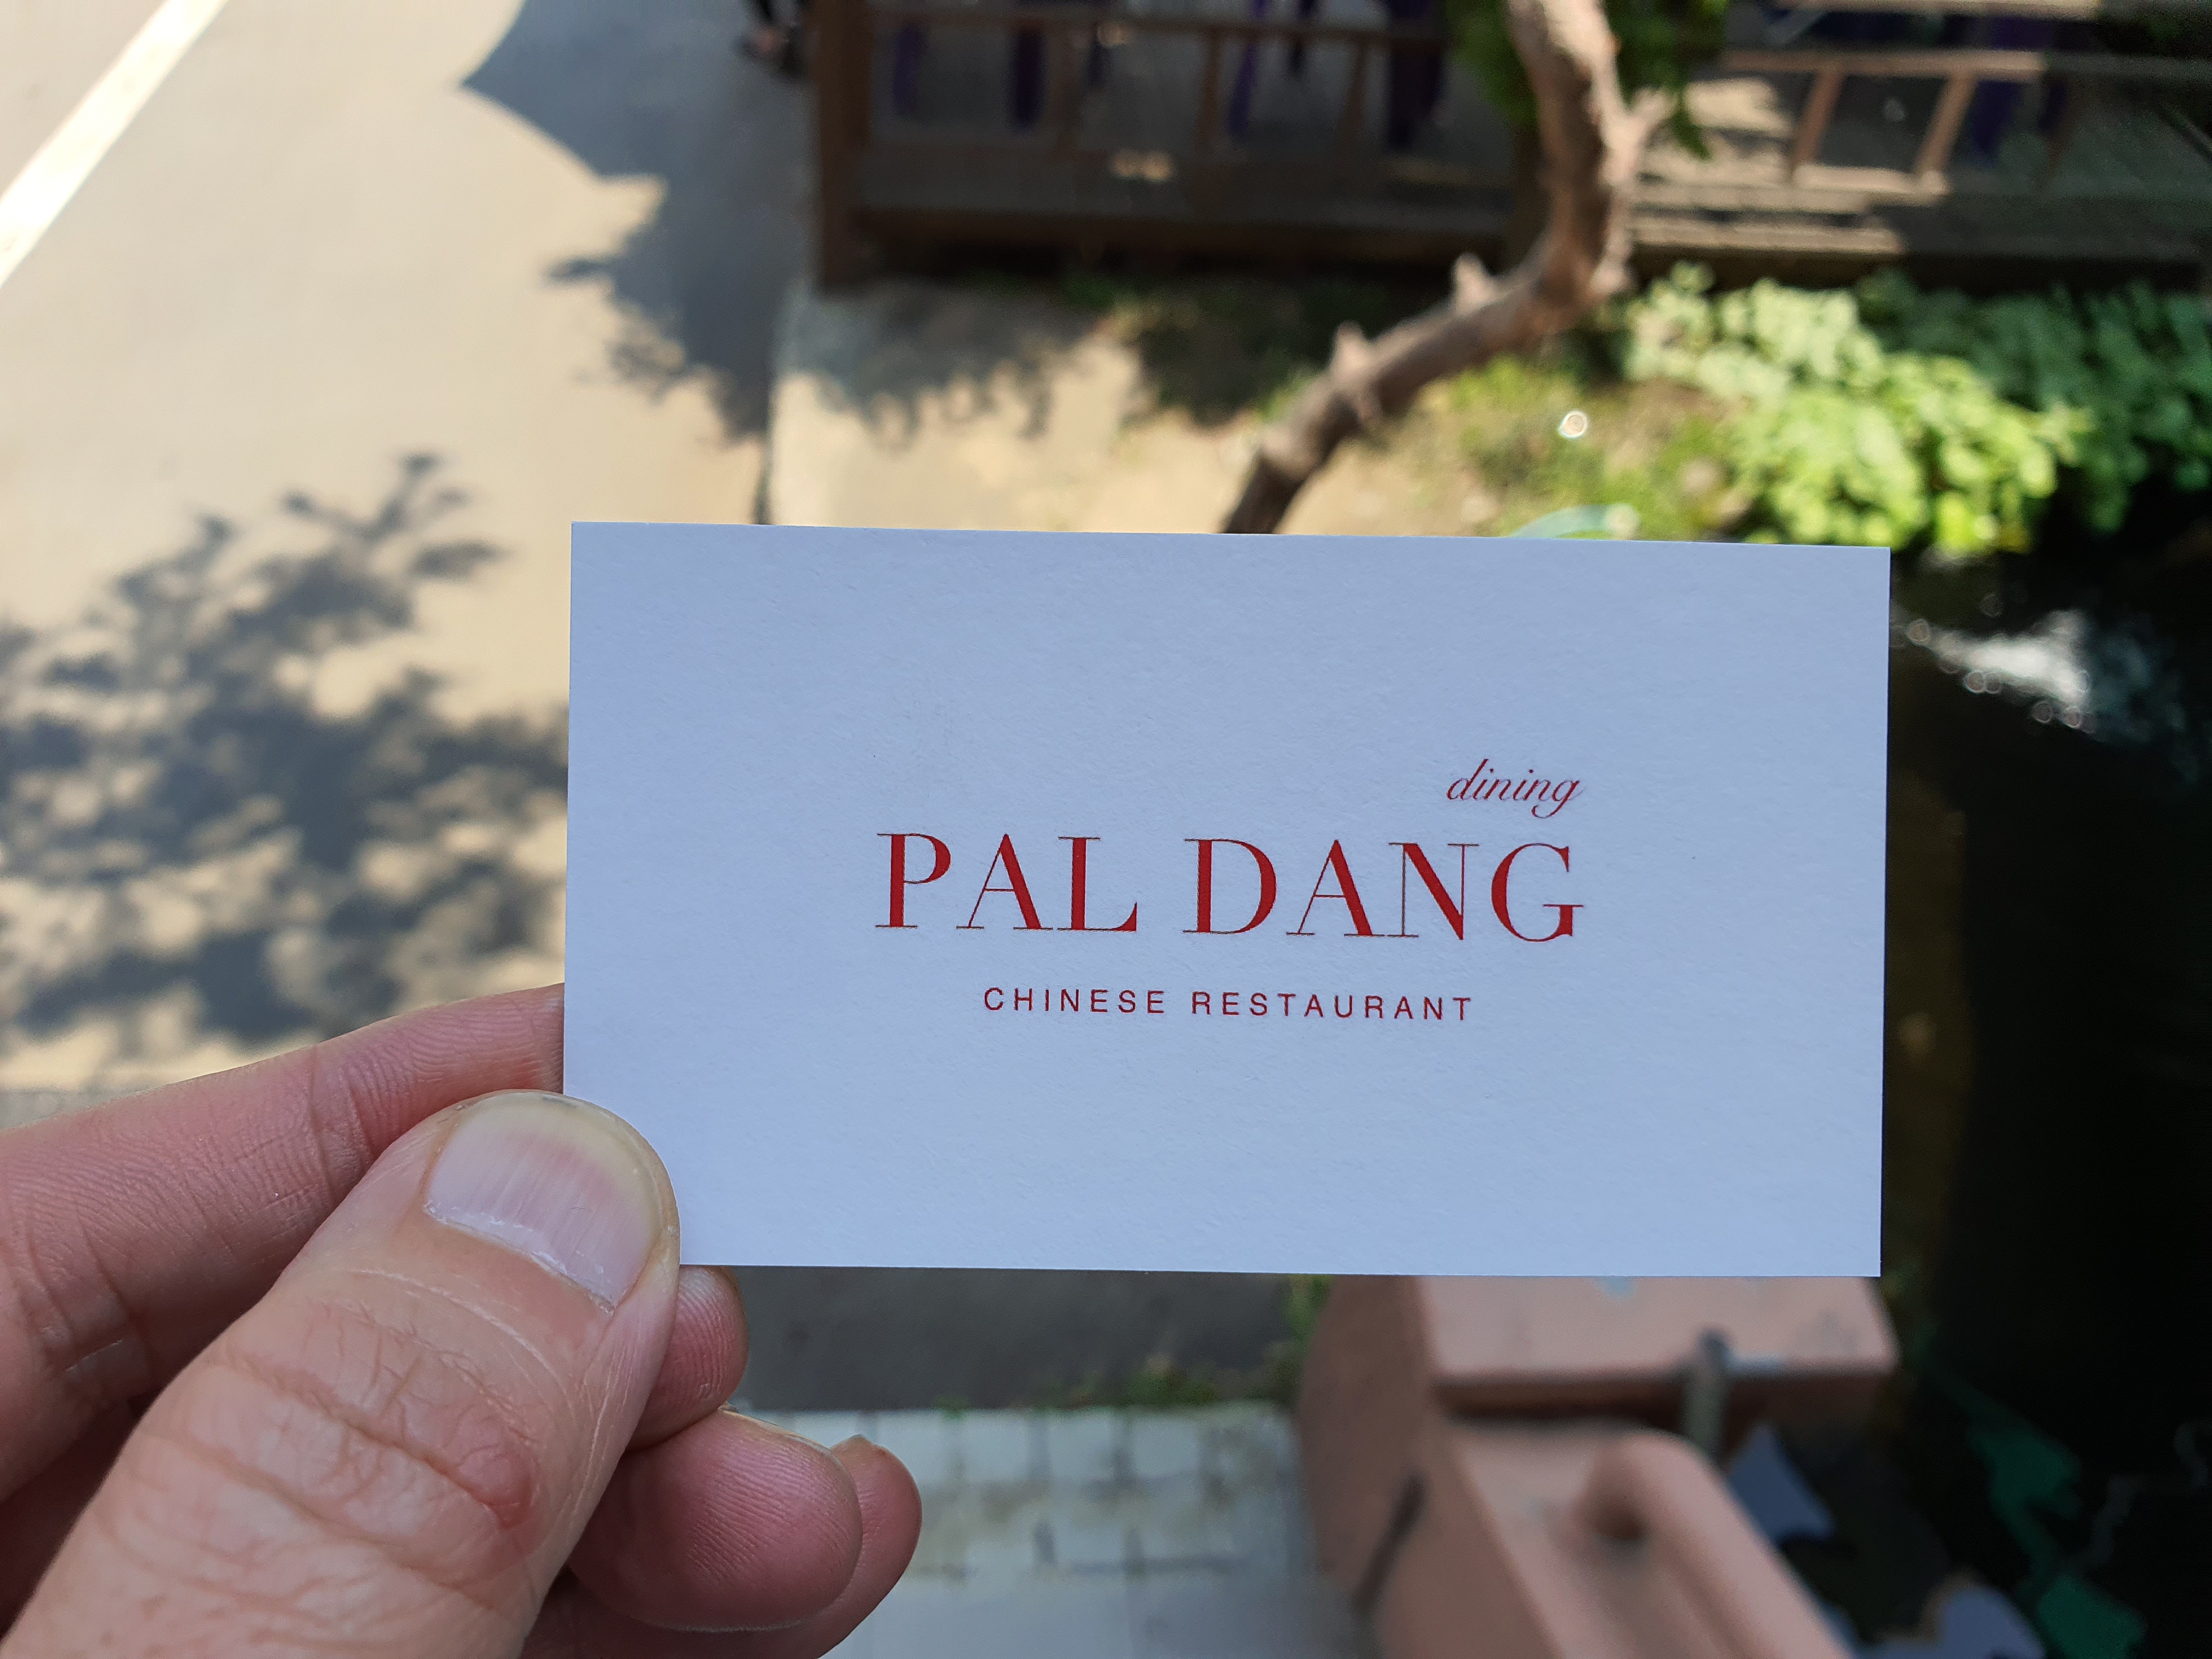 dining
PAL DANG
CHINESE RESTAURANT